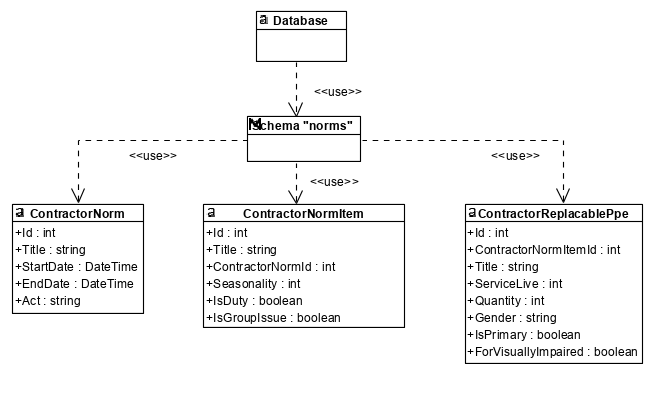 a Database
<<use>>
Schema "norms"
<<use>>
<<use>>
<<use>>
a ContractorNorm
+Id : int
+Title : string
+StartDate : DateTime
+EndDate : DateTime
+Act : string
a ContractorNormItem
+Id : int
+Title : string
+ContractorNormId : int
+Seasonality : int
+IsDuty : boolean
+IsGroupIssue : boolean
a ContractorReplacablePpe
+Id : int
+ContractorNormItemId : int
+Title : string
+ServiceLive : int
+Quantity : int
+Gender : string
+IsPrimary : boolean
+ForVisuallyImpaired : boolean